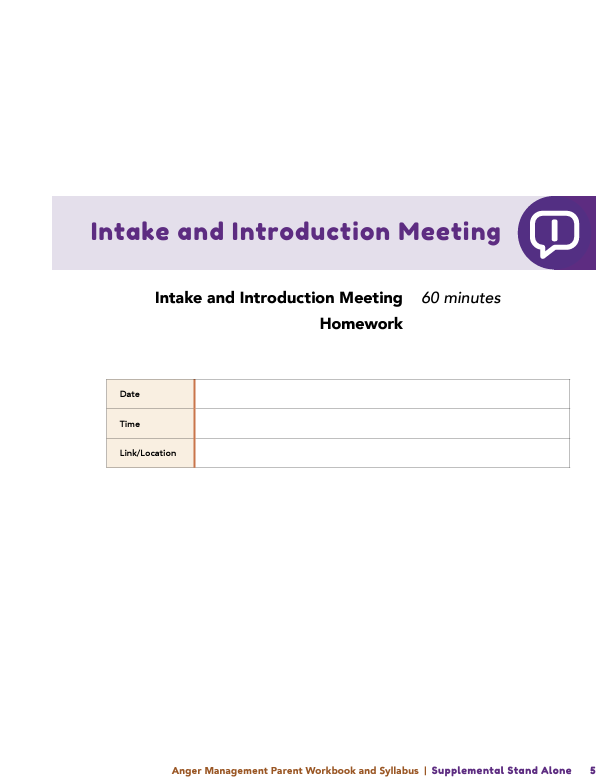 Intake and Introduction Meeting
Intake and Introduction Meeting 60 minutes
Homework
Date
Time
Link/Location
Anger Management Parent Workbook and Syllabus | Supplemental Stand Alone 5